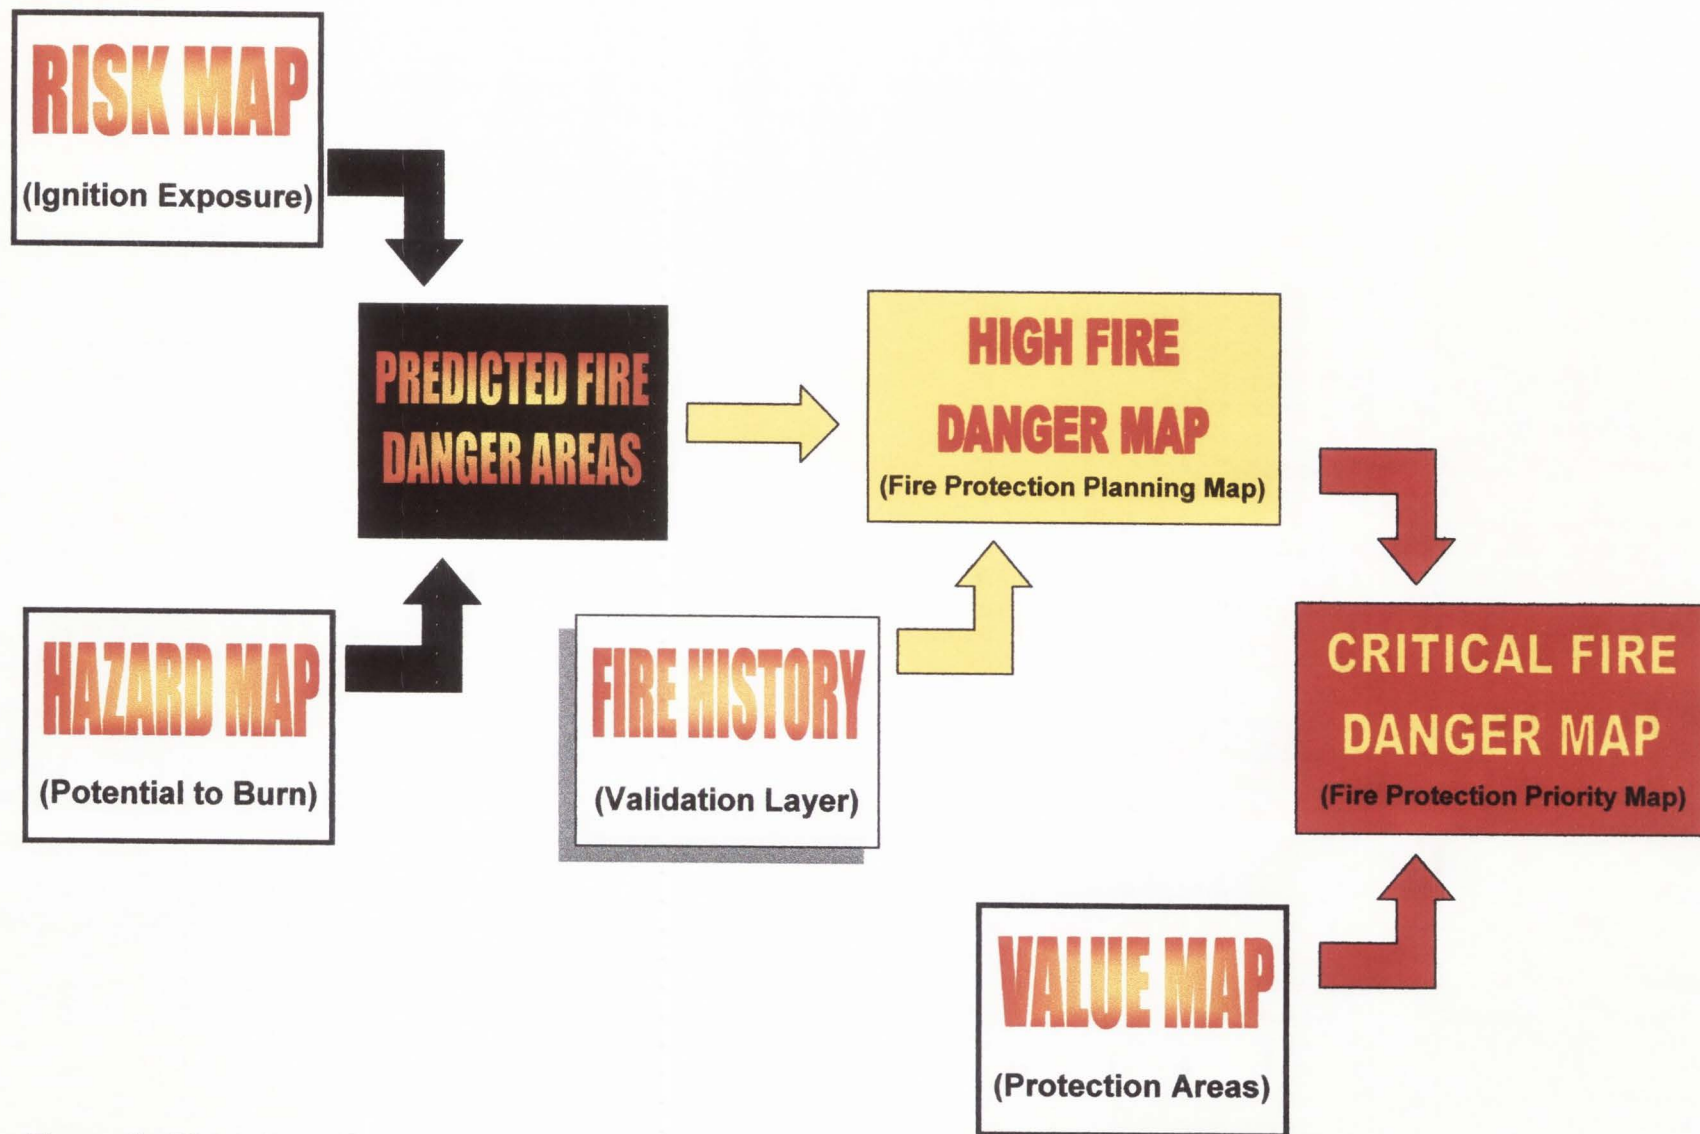 RISK MAP
(Ignition Exposure)
PREDICTED FIRE
DANGER AREAS
HIGH FIRE
DANGER MAP
(Fire Protection Planning Map)
HAZARD MAP
(Potential to Burn)
FIRE HISTORY
(Validation Layer)
CRITICAL FIRE
DANGER MAP
(Fire Protection Priority Map)
VALUE MAP
(Protection Areas)